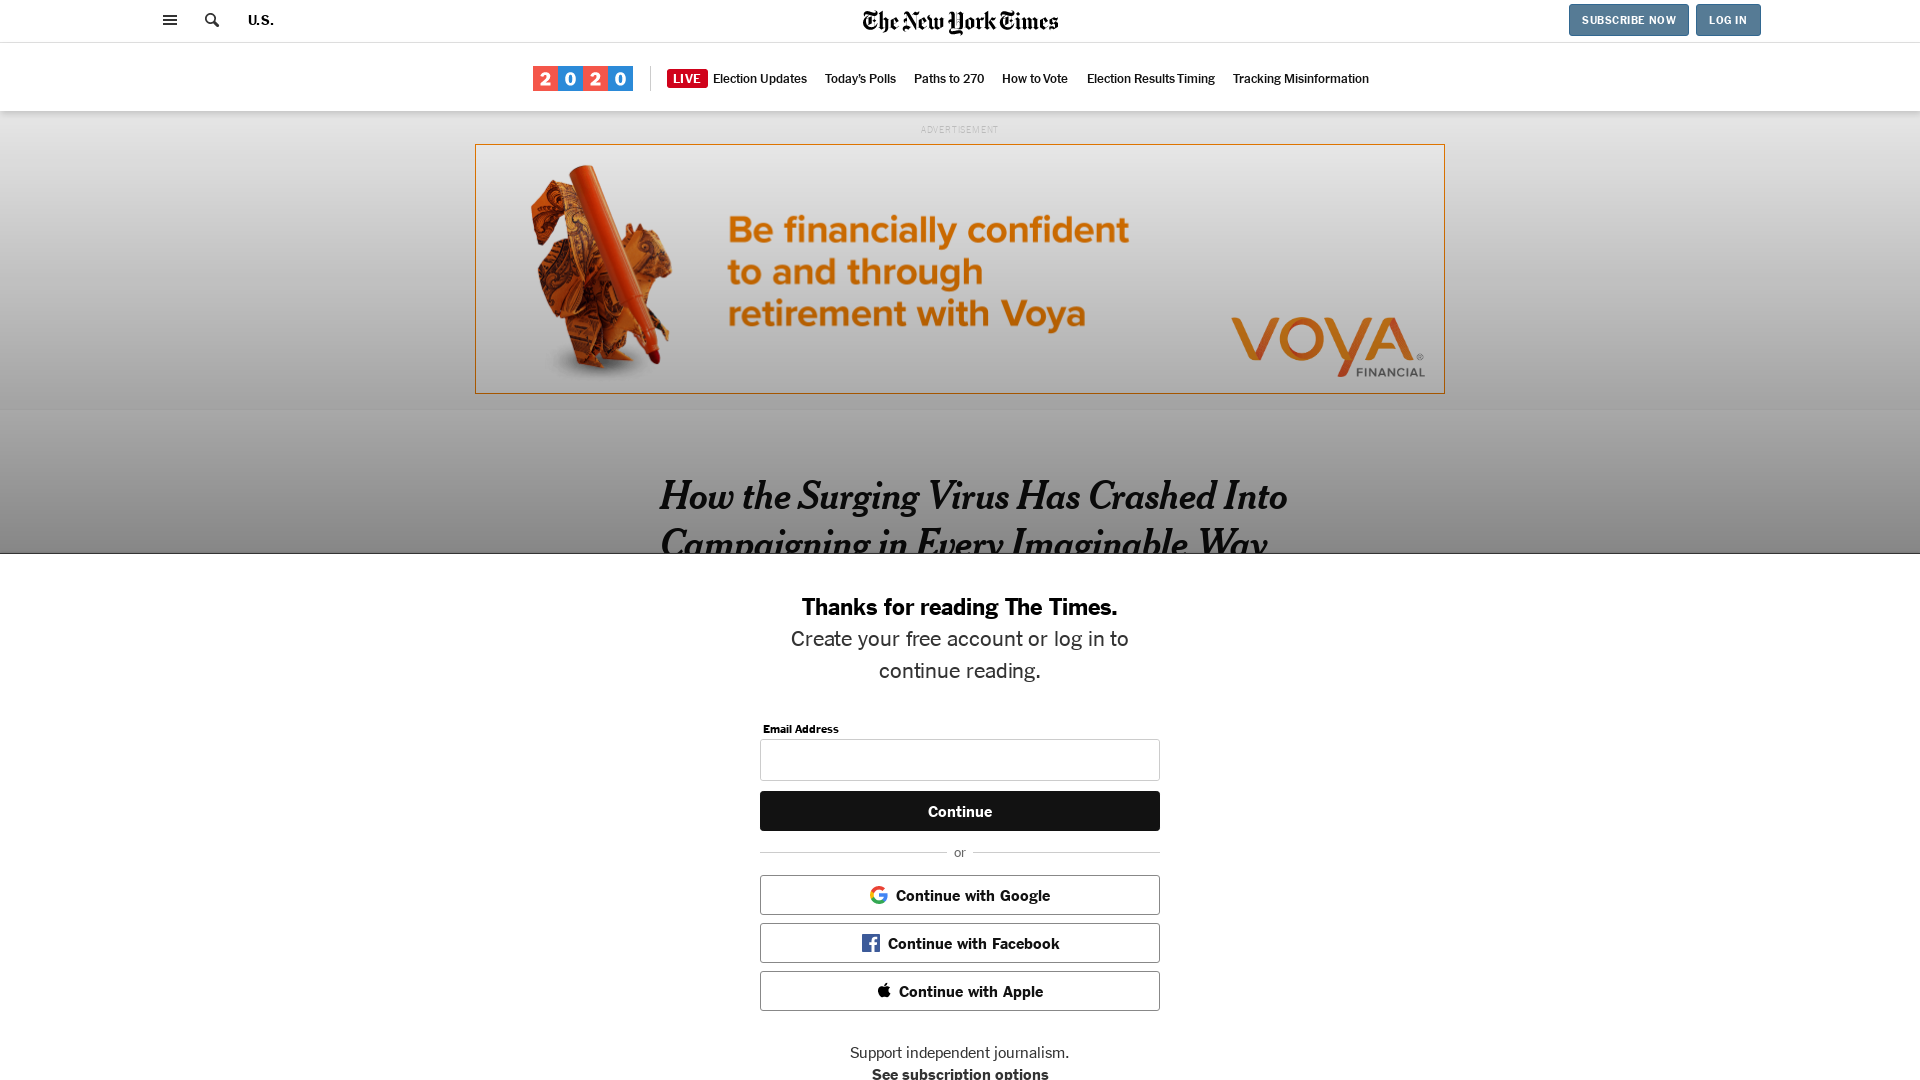 U.S.
The New York Times
SUBSCRIBE NOW
LOG IN
2020
LIVE Election Updates
Today's Polls
Paths to 270
How to Vote
Election Results Timing
Tracking Misinformation
ADVERTISEMENT
Be financially confident
to and through
retirement with Voya
VOYA®
FINANCIAL
How the Surging Virus Has Crashed Into
Campaigning in Every Imaginable Way
Thanks for reading The Times.
Create your free account or log in to
continue reading.
Email Address
Continue
or
Continue with Google
Continue with Facebook
Continue with Apple
Support independent journalism.
See subscription options